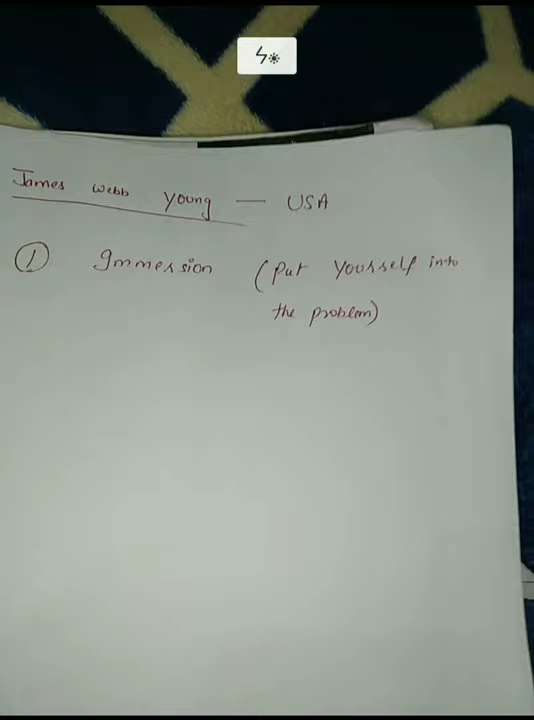 James Webb Young — USA
① Immersion (Put Yourself into
the problem)